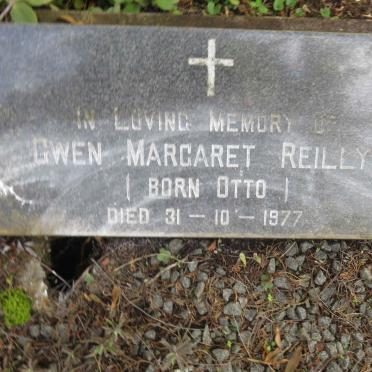 IN LOVING MEMORY OF
GWEN MARGARET REILLY
( BORN OTTO )
DIED 31 — 10 — 1977